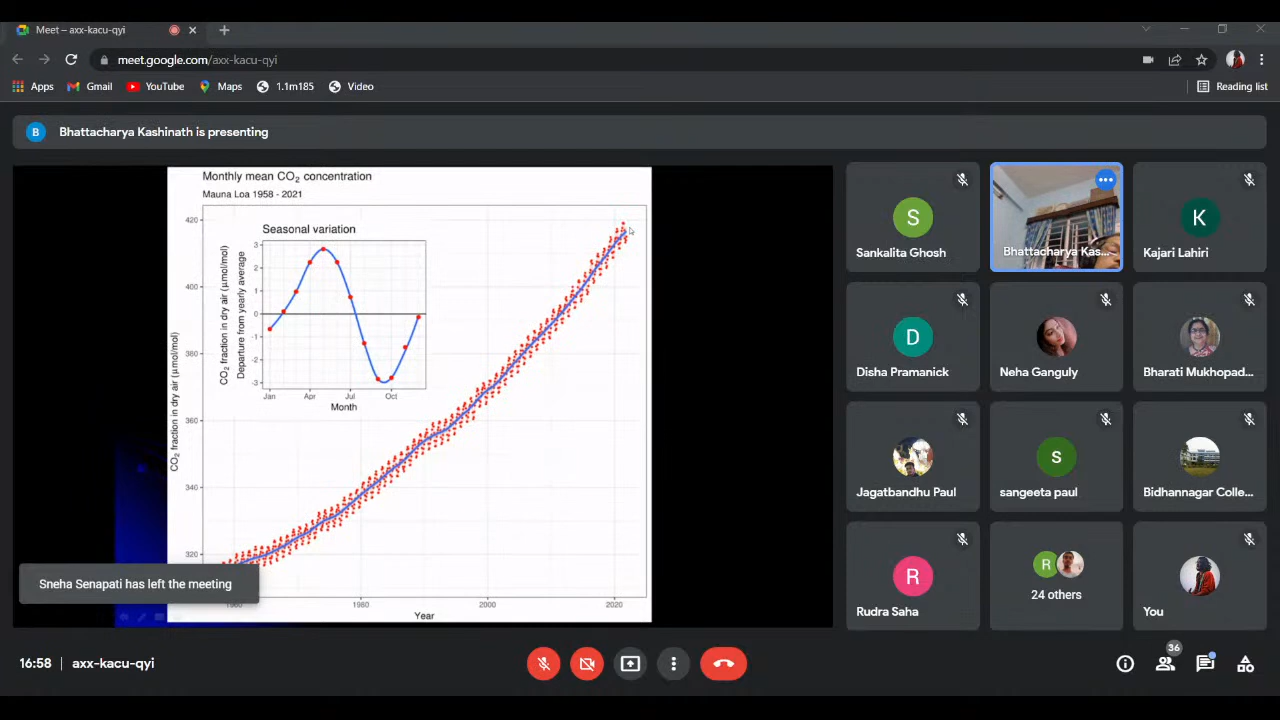 Meet – axx-kacu-qyi
meet.google.com/axx-kacu-qyi
Apps Gmail YouTube Maps 1.1m185 Video Reading list
B Bhattacharya Kashinath is presenting
Monthly mean CO₂ concentration
Mauna Loa 1958 - 2021
420
400
380
360
340
320
CO₂ fraction in dry air (μmol/mol)
1960 1980 2000 2020
Year
Seasonal variation
3
2
1
0
-1
-2
-3
CO₂ fraction in dry air (μmol/mol)
Departure from yearly average
Jan Apr Jul Oct
Month
Sneha Senapati has left the meeting
S
Sankalita Ghosh
Bhattacharya Kas...
K
Kajari Lahiri
D
Disha Pramanick
Neha Ganguly
Bharati Mukhopad...
Jagatbandhu Paul
s
sangeeta paul
Bidhannagar Colle...
R
Rudra Saha
R
24 others
You
16:58 | axx-kacu-qyi
36